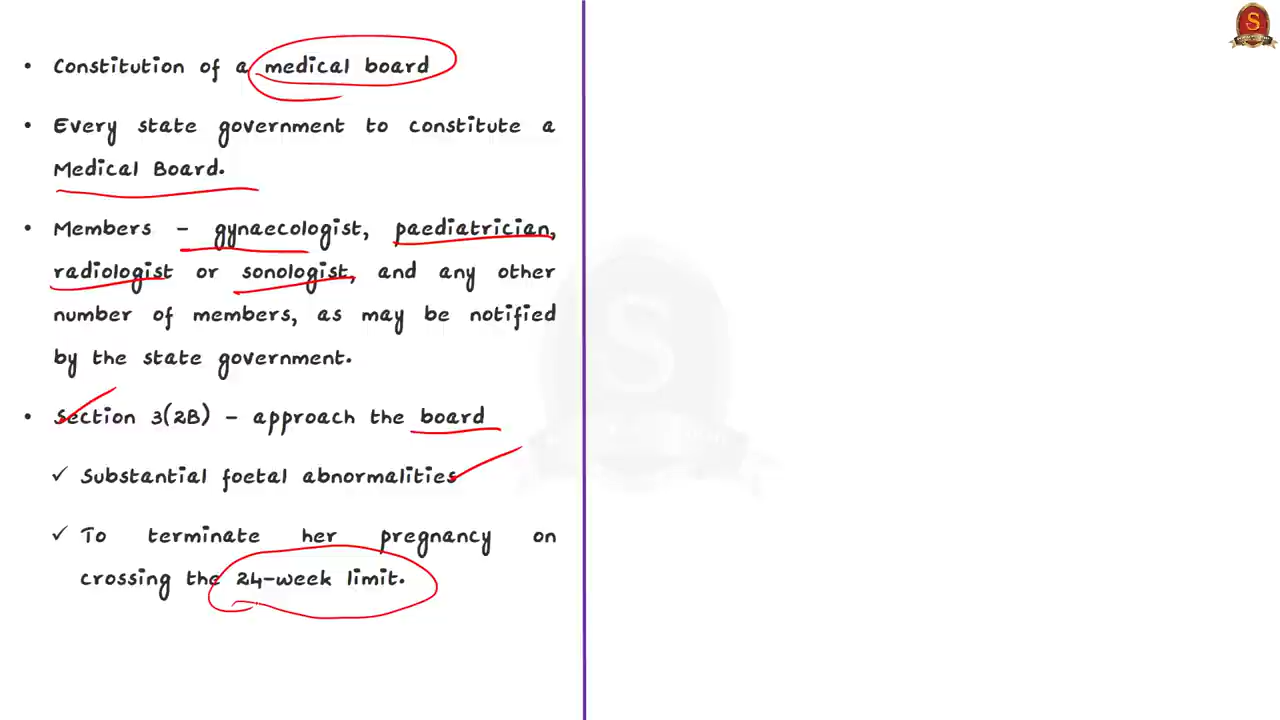 • Constitution of a medical board
• Every state government to constitute a
Medical Board.
• Members - gynaecologist, paediatrician,
radiologist or sonologist, and any other
number of members, as may be notified
by the state government.
• Section 3(2B) - approach the board
✓ Substantial foetal abnormalities
✓ To terminate her pregnancy on
crossing the 24-week limit.
S
S